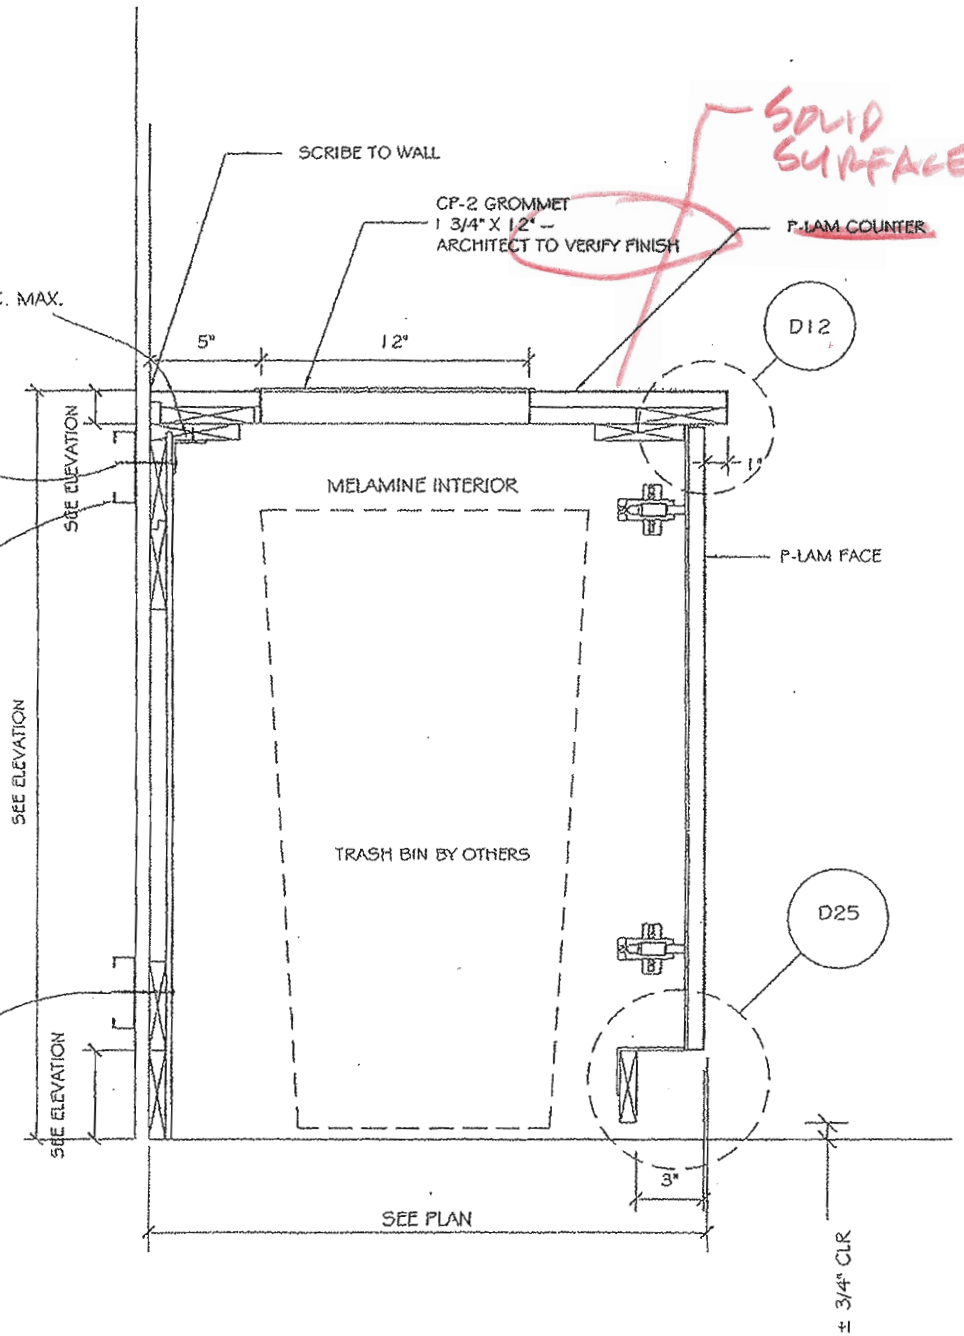 SOLID
SURFACE
SCRIBE TO WALL
CP-2 GROMMET
1 3/4" X 12" –
ARCHITECT TO VERIFY FINISH
P-LAM COUNTER
. MAX.
D12
5"
12"
SEE ELEVATION
1"
MELAMINE INTERIOR
P-LAM FACE
SEE ELEVATION
TRASH BIN BY OTHERS
D25
SEE ELEVATION
3"
SEE PLAN
± 3/4" CLR